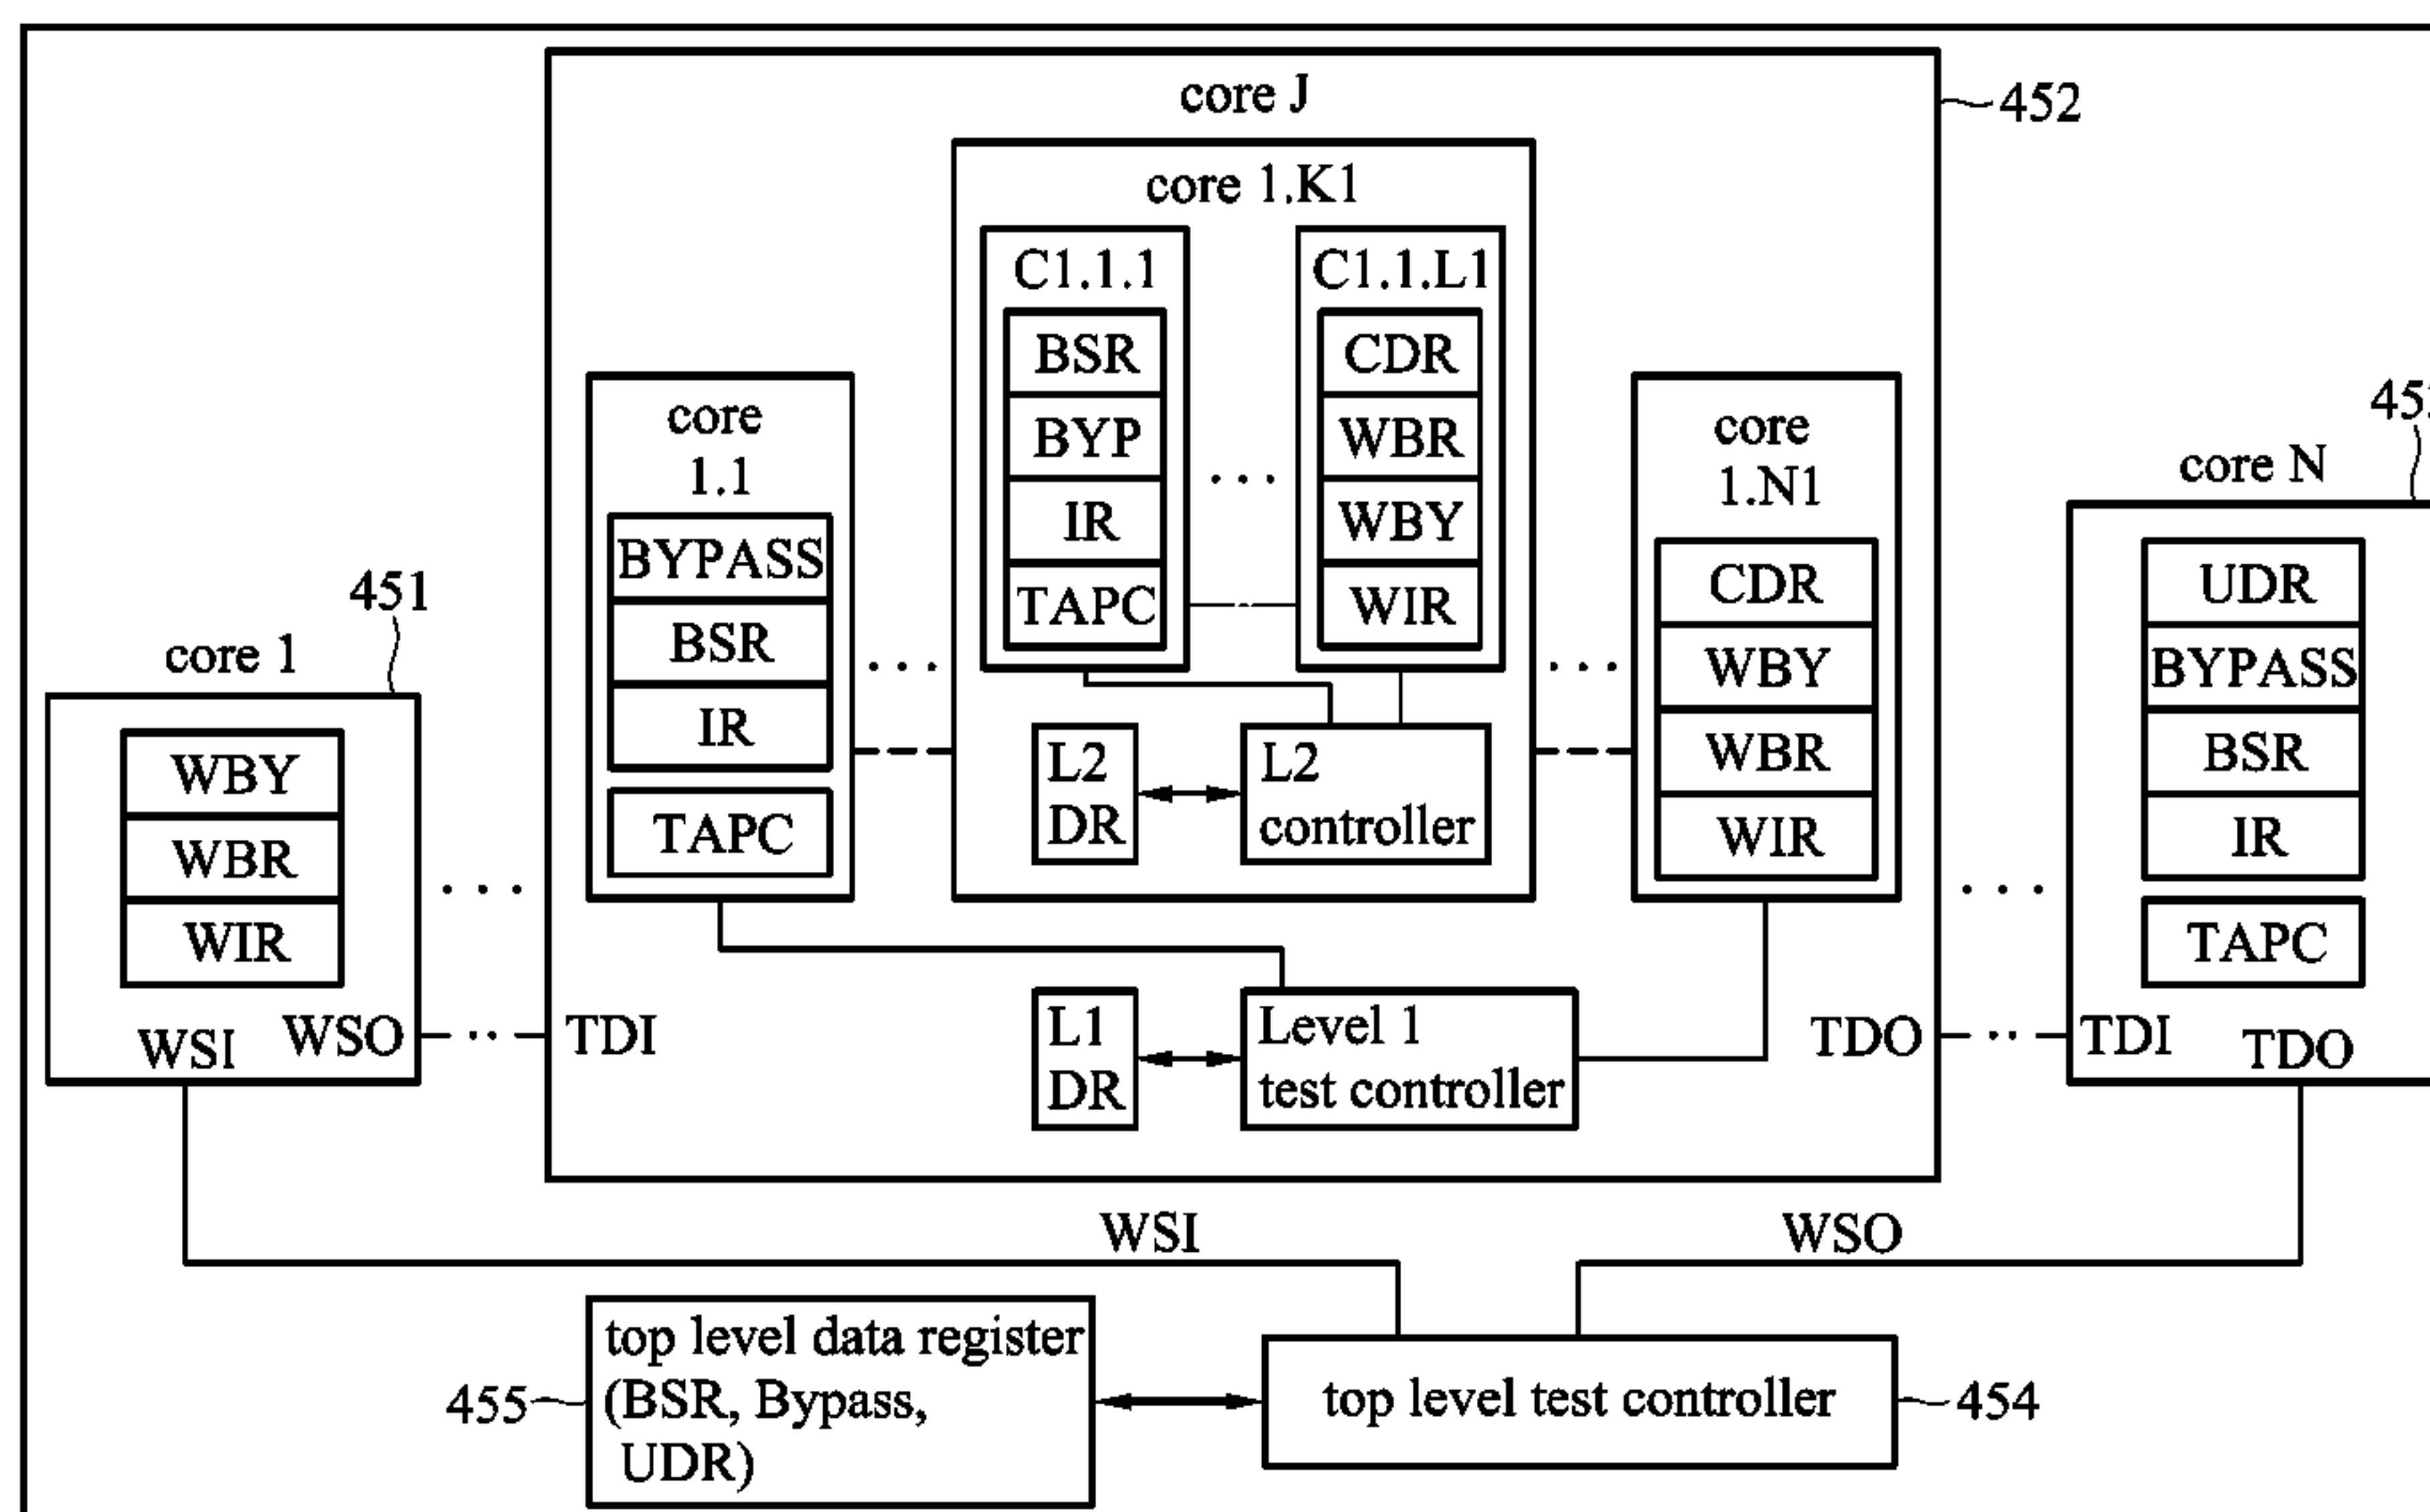 core J
452
core 1.K1
C1.1.1
BSR
BYP
IR
TAPC
. . .
C1.1.L1
CDR
WBR
WBY
WIR
core
1.1
BYPASS
BSR
IR
TAPC
. . .
. . .
L2
DR
L2
controller
core
1.N1
CDR
WBY
WBR
WIR
core 1
451
WBY
WBR
WIR
WSI
WSO
. . .
TDI
L1
DR
Level 1
test controller
TDO
. . .
core N
UDR
BYPASS
BSR
IR
TAPC
TDI
TDO
WSI
WSO
top level data register
(BSR, Bypass,
UDR)
455
top level test controller
454